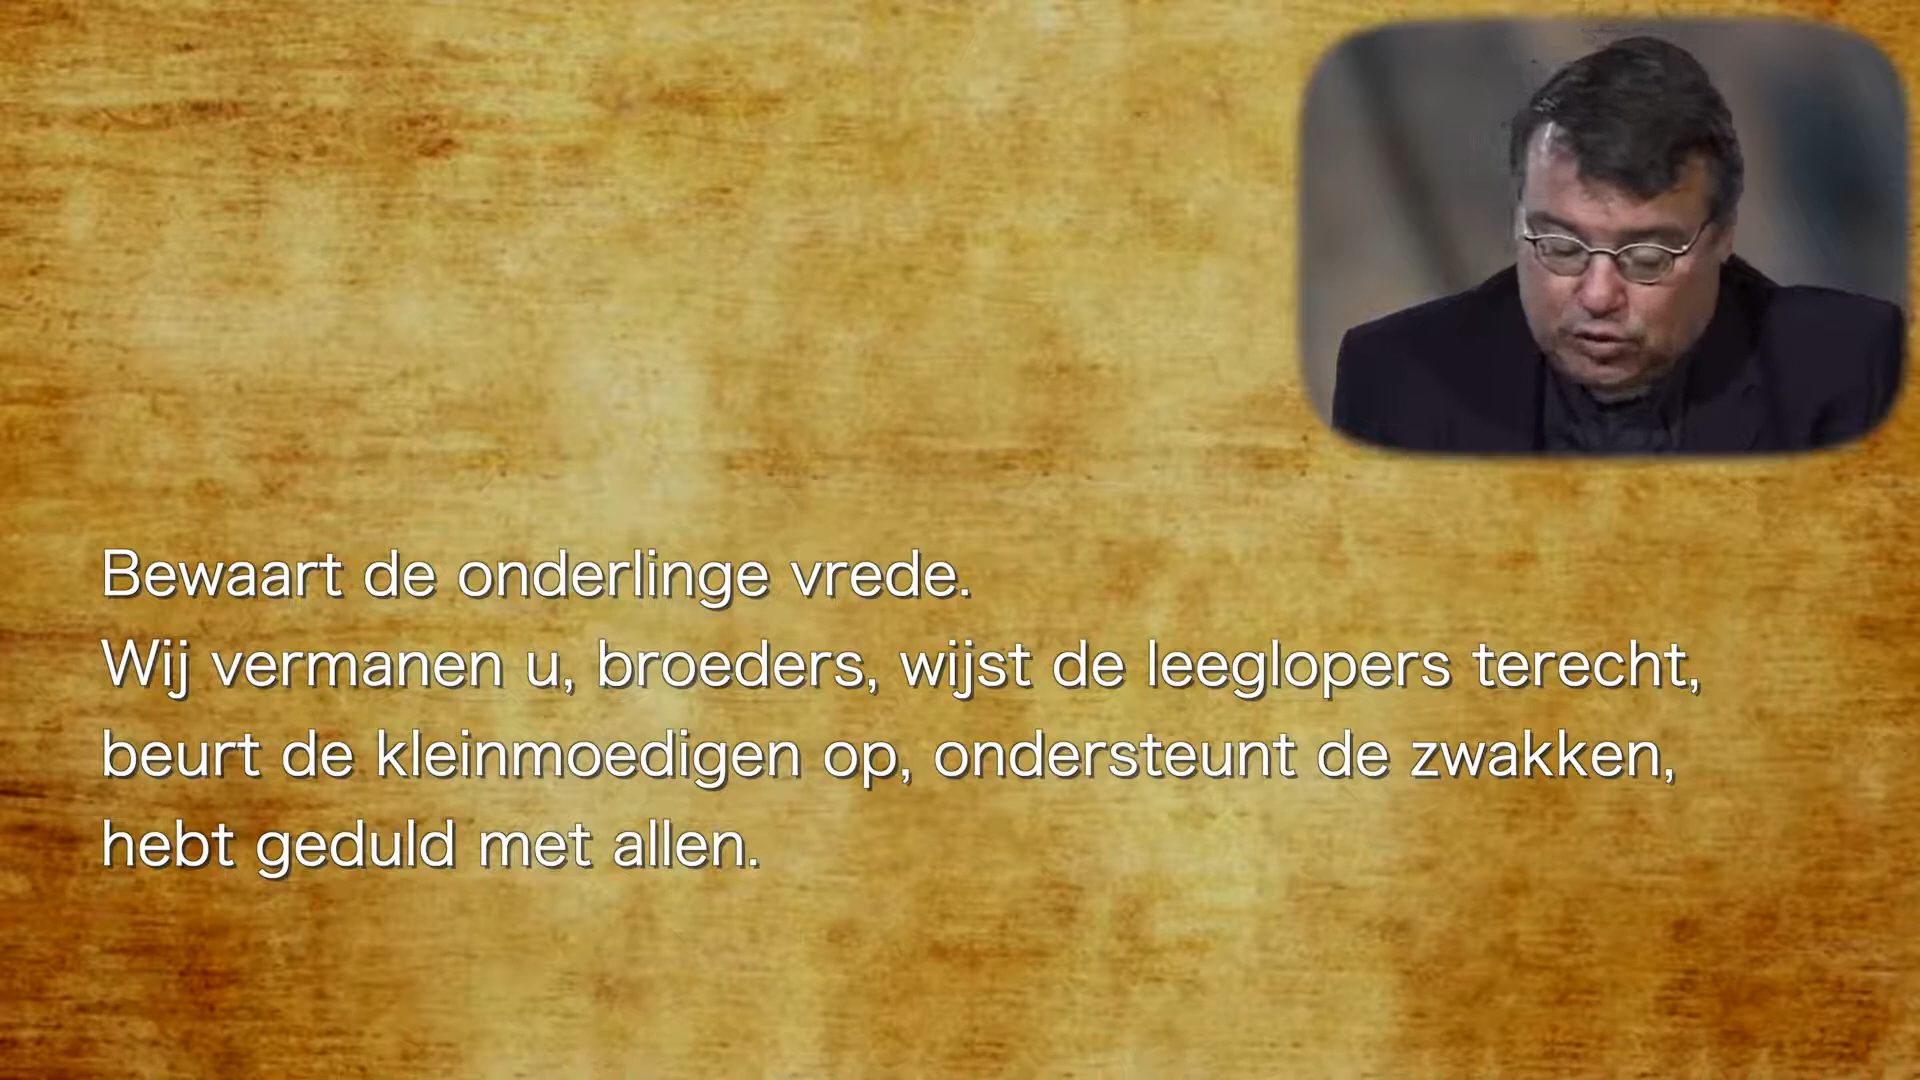 Bewaart de onderlinge vrede.
Wij vermanen u, broeders, wijst de leeglopers terecht,
beurt de kleinmoedigen op, ondersteunt de zwakken,
hebt geduld met allen.